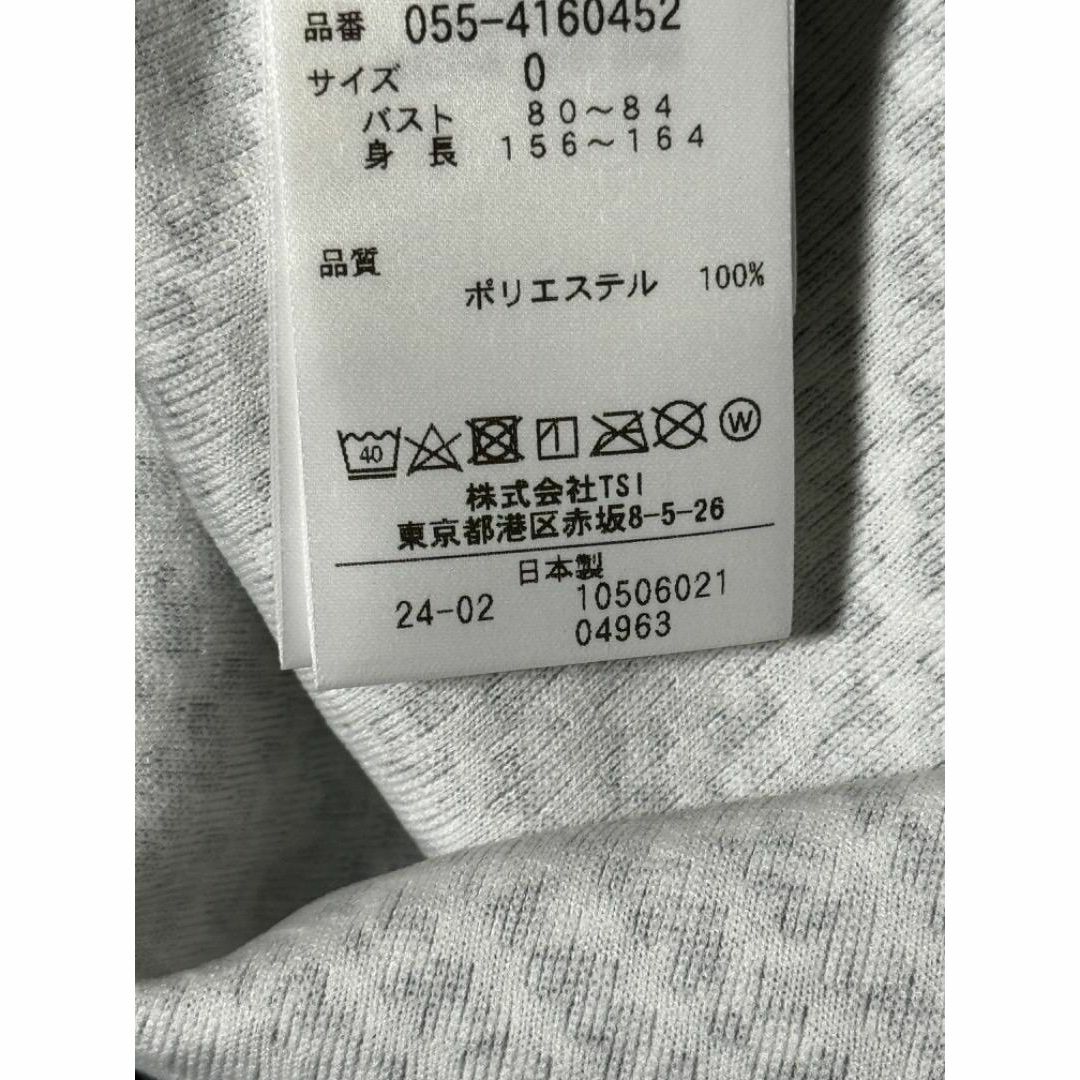 品番 055-4160452
サイズ 0
バスト 80～84
身長 156～164
品質
ポリエステル 100%
40 W
株式会社TSI
東京都港区赤坂8-5-26
日本製
24-02 10506021
04963